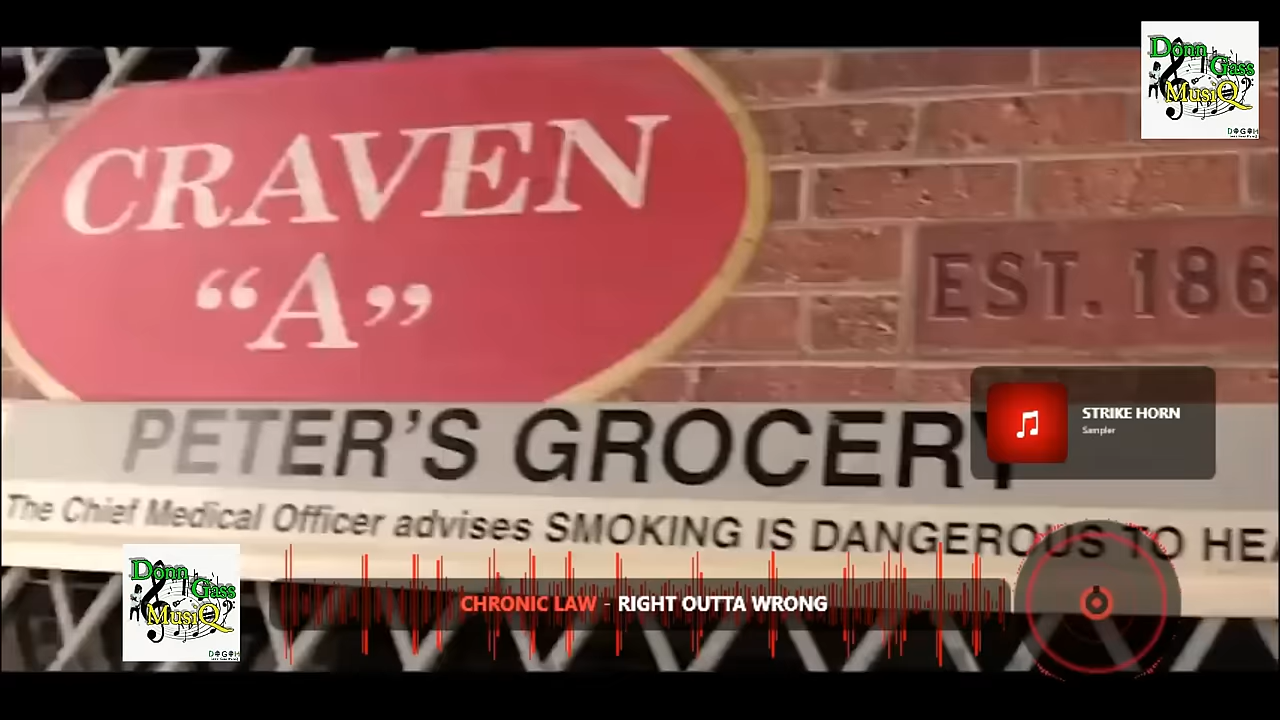 Donn
Gass
MusiQ
CRAVEN
“A”
EST. 186
STRIKE HORN
Sampler
PETER’S GROCERY
The Chief Medical Officer advises SMOKING IS DANGEROUS TO HEA
Donn
Gass
MusiQ
CHRONIC LAW - RIGHT OUTTA WRONG